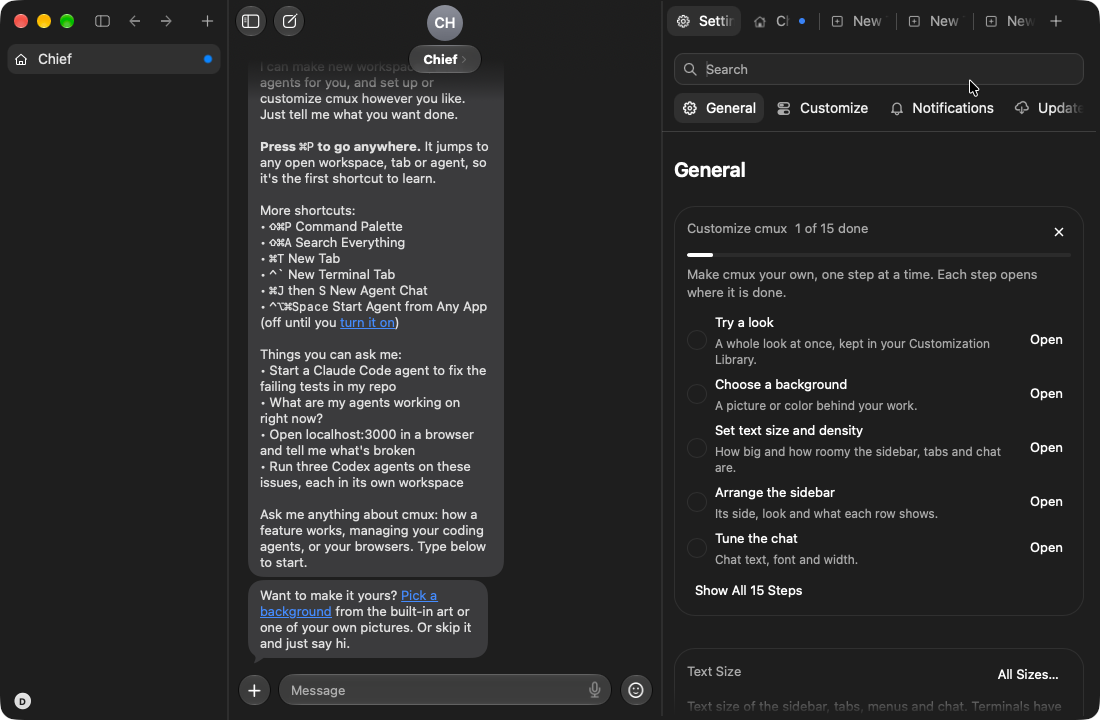 Chief
D
CH
Chief
I can make new workspaces
agents for you, and set up or
customize cmux however you like.
Just tell me what you want done.
Press ⌘P to go anywhere. It jumps to
any open workspace, tab or agent, so
it's the first shortcut to learn.
More shortcuts:
• ⇧⌘P Command Palette
• ⇧⌘A Search Everything
• ⌘T New Tab
• ^` New Terminal Tab
• ⌘J then S New Agent Chat
• ^⌥⌘Space Start Agent from Any App
(off until you turn it on)
Things you can ask me:
• Start a Claude Code agent to fix the
failing tests in my repo
• What are my agents working on
right now?
• Open localhost:3000 in a browser
and tell me what's broken
• Run three Codex agents on these
issues, each in its own workspace
Ask me anything about cmux: how a
feature works, managing your coding
agents, or your browsers. Type below
to start.
Want to make it yours? Pick a
background from the built-in art or
one of your own pictures. Or skip it
and just say hi.
Message
Settin
New
New
New
Search
General Customize Notifications Update
General
Customize cmux 1 of 15 done
Make cmux your own, one step at a time. Each step opens
where it is done.
Try a look
A whole look at once, kept in your Customization
Library.
Open
Choose a background
A picture or color behind your work.
Open
Set text size and density
How big and how roomy the sidebar, tabs and chat
are.
Open
Arrange the sidebar
Its side, look and what each row shows.
Open
Tune the chat
Chat text, font and width.
Open
Show All 15 Steps
Text Size
All Sizes...
Text size of the sidebar, tabs, menus and chat. Terminals have